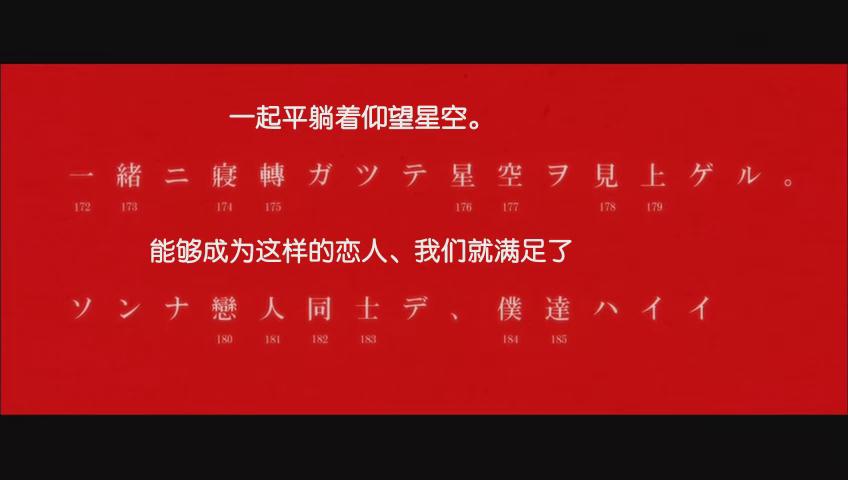 一起平躺着仰望星空。
一緒ニ寢轉ガツテ星空ヲ見上ゲル。
172 173 174 175 176 177 178 179
能够成为这样的恋人、我们就满足了
ソンナ戀人同士デ、僕達ハイイ
180 181 182 183 184 185